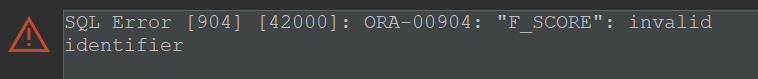 SQL Error [904] [42000]: ORA-00904: "F_SCORE": invalid
identifier